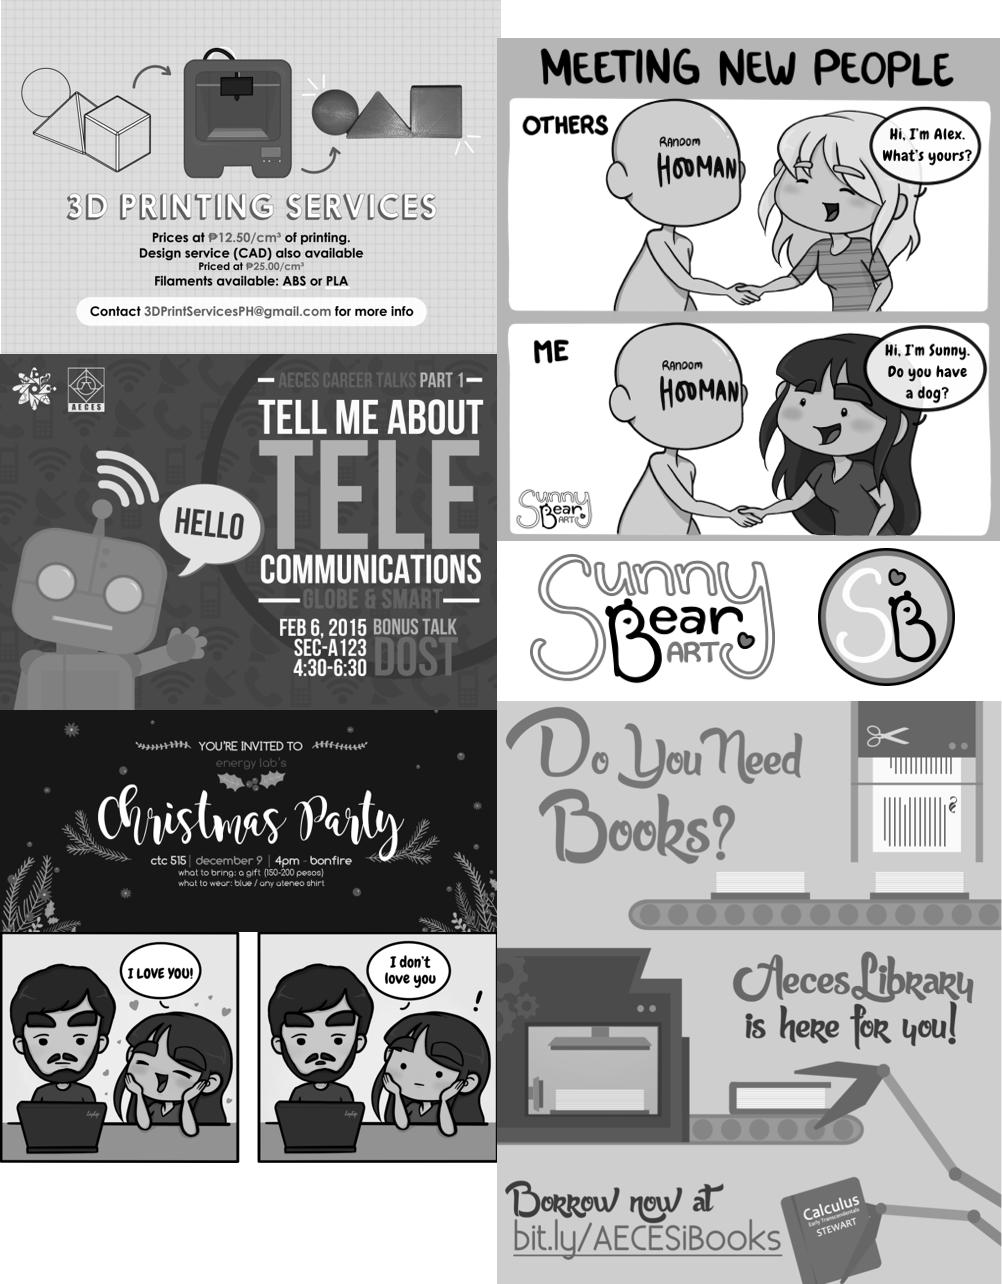 3D PRINTING SERVICES
Prices at ₱12.50/cm³ of printing.
Design service (CAD) also available
Priced at ₱25.00/cm³
Filaments available: ABS or PLA
Contact 3DPrintServicesPH@gmail.com for more info
AECES
AECES CAREER TALKS PART 1
TELL ME ABOUT
TELE
COMMUNICATIONS
GLOBE & SMART
FEB 6, 2015 BONUS TALK
SEC-A123 DOST
4:30-6:30
HELLO
YOU'RE INVITED TO
energy lab's
Christmas Party
ctc 515 | december 9 | 4pm - bonfire
what to bring: a gift (150-200 pesos)
what to wear: blue / any ateneo shirt
I LOVE YOU!
I don't
love you
MEETING NEW PEOPLE
OTHERS
RANDOM
HOOMAN
Hi, I'm Alex.
What's yours?
ME
RANDOM
HOOMAN
Hi, I'm Sunny.
Do you have
a dog?
Sunny
Bear
ART
Sunny
Bear
ART
SB
Do You Need
Books?
Aeces Library
is here for you!
Borrow now at
bit.ly/AECESiBooks
Calculus
Early Transcendentals
STEWART